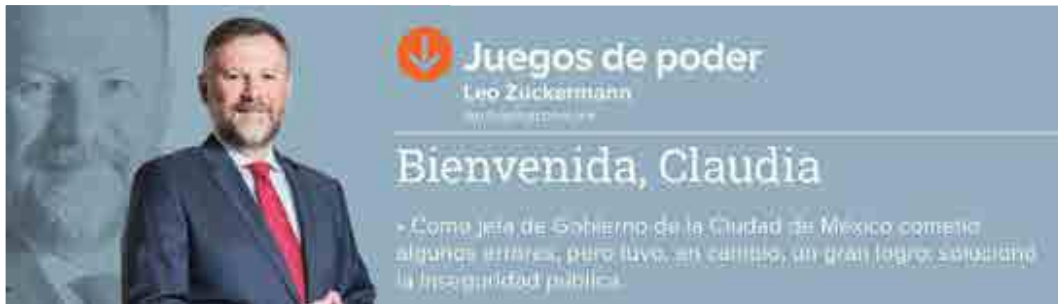 Juegos de poder
Leo Zuckermann
Bienvenida, Claudia
• Como jefa de Gobierno de la Ciudad de México cometió
algunos errores, pero tuvo, en cambio, un gran logro: solucionó
la inseguridad pública.